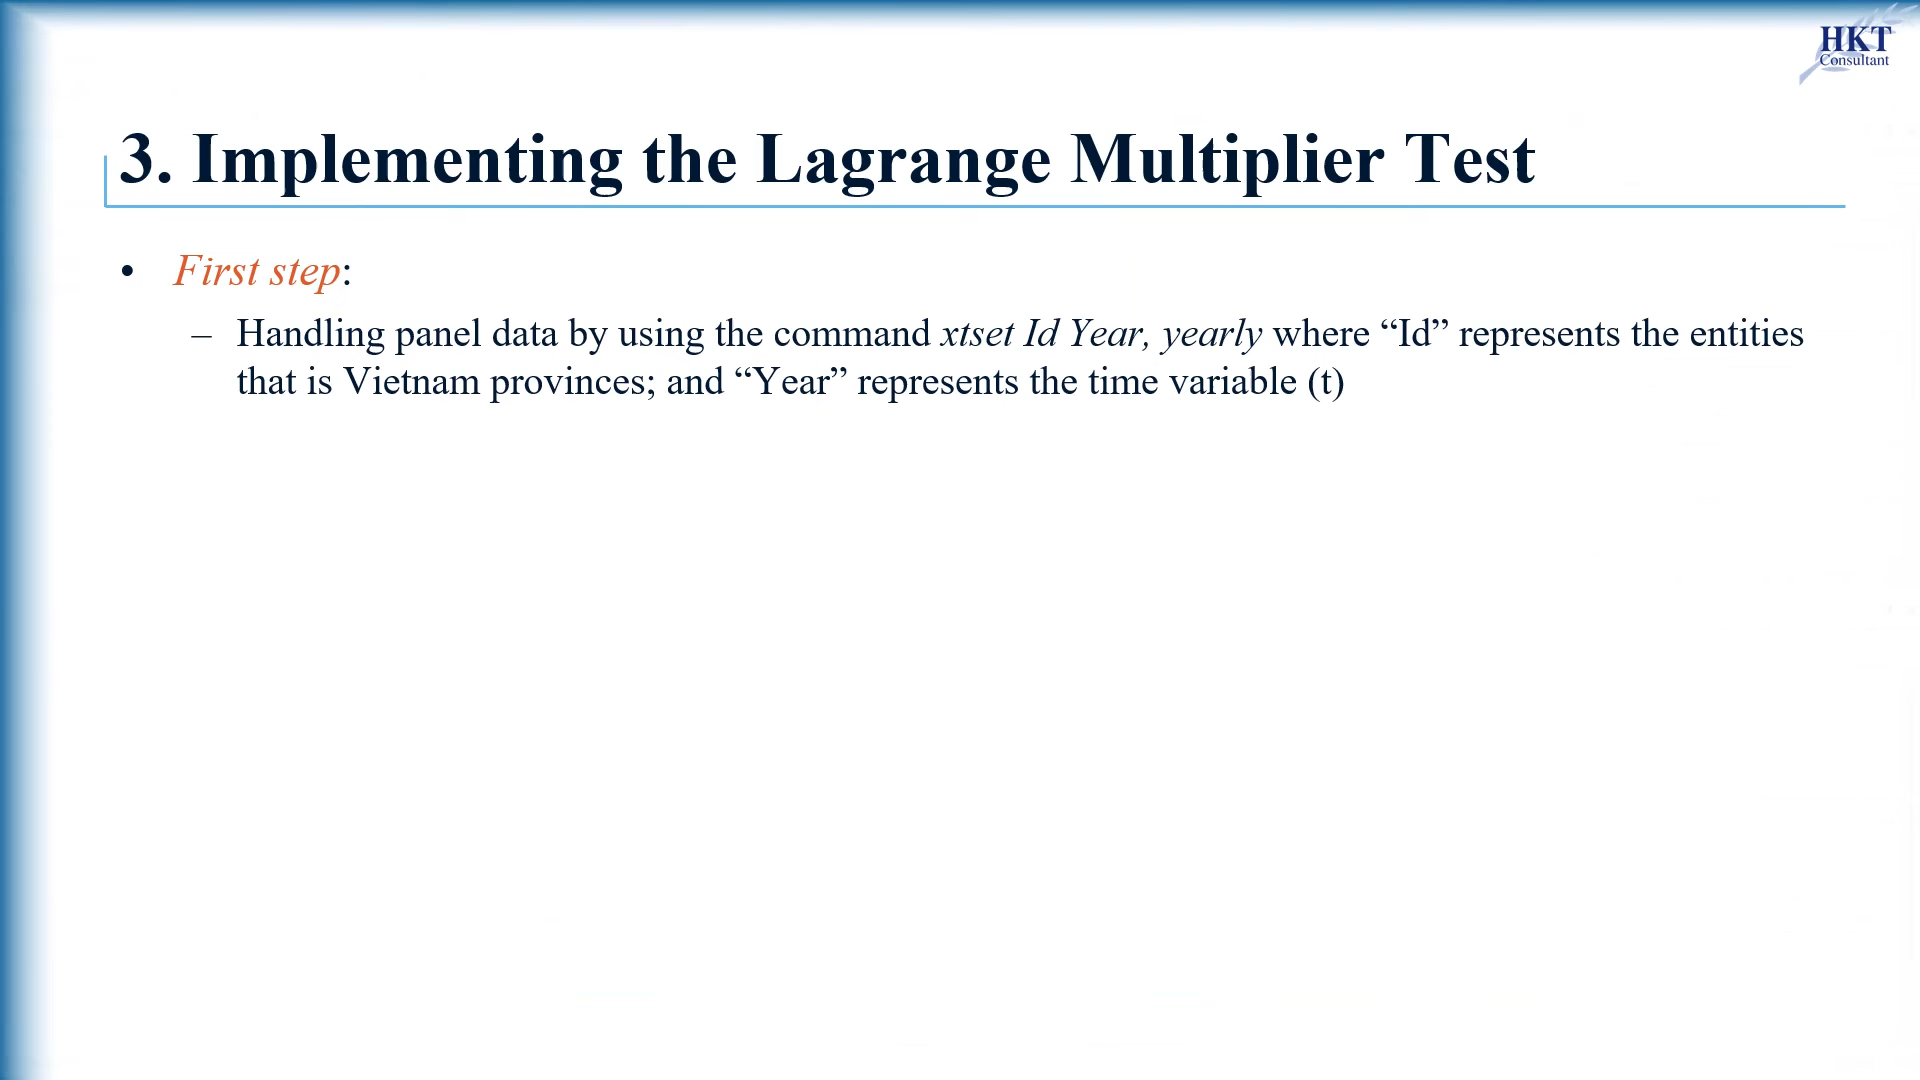 HKT
Consultant
3. Implementing the Lagrange Multiplier Test
• First step:
– Handling panel data by using the command xtset Id Year, yearly where “Id” represents the entities
that is Vietnam provinces; and “Year” represents the time variable (t)